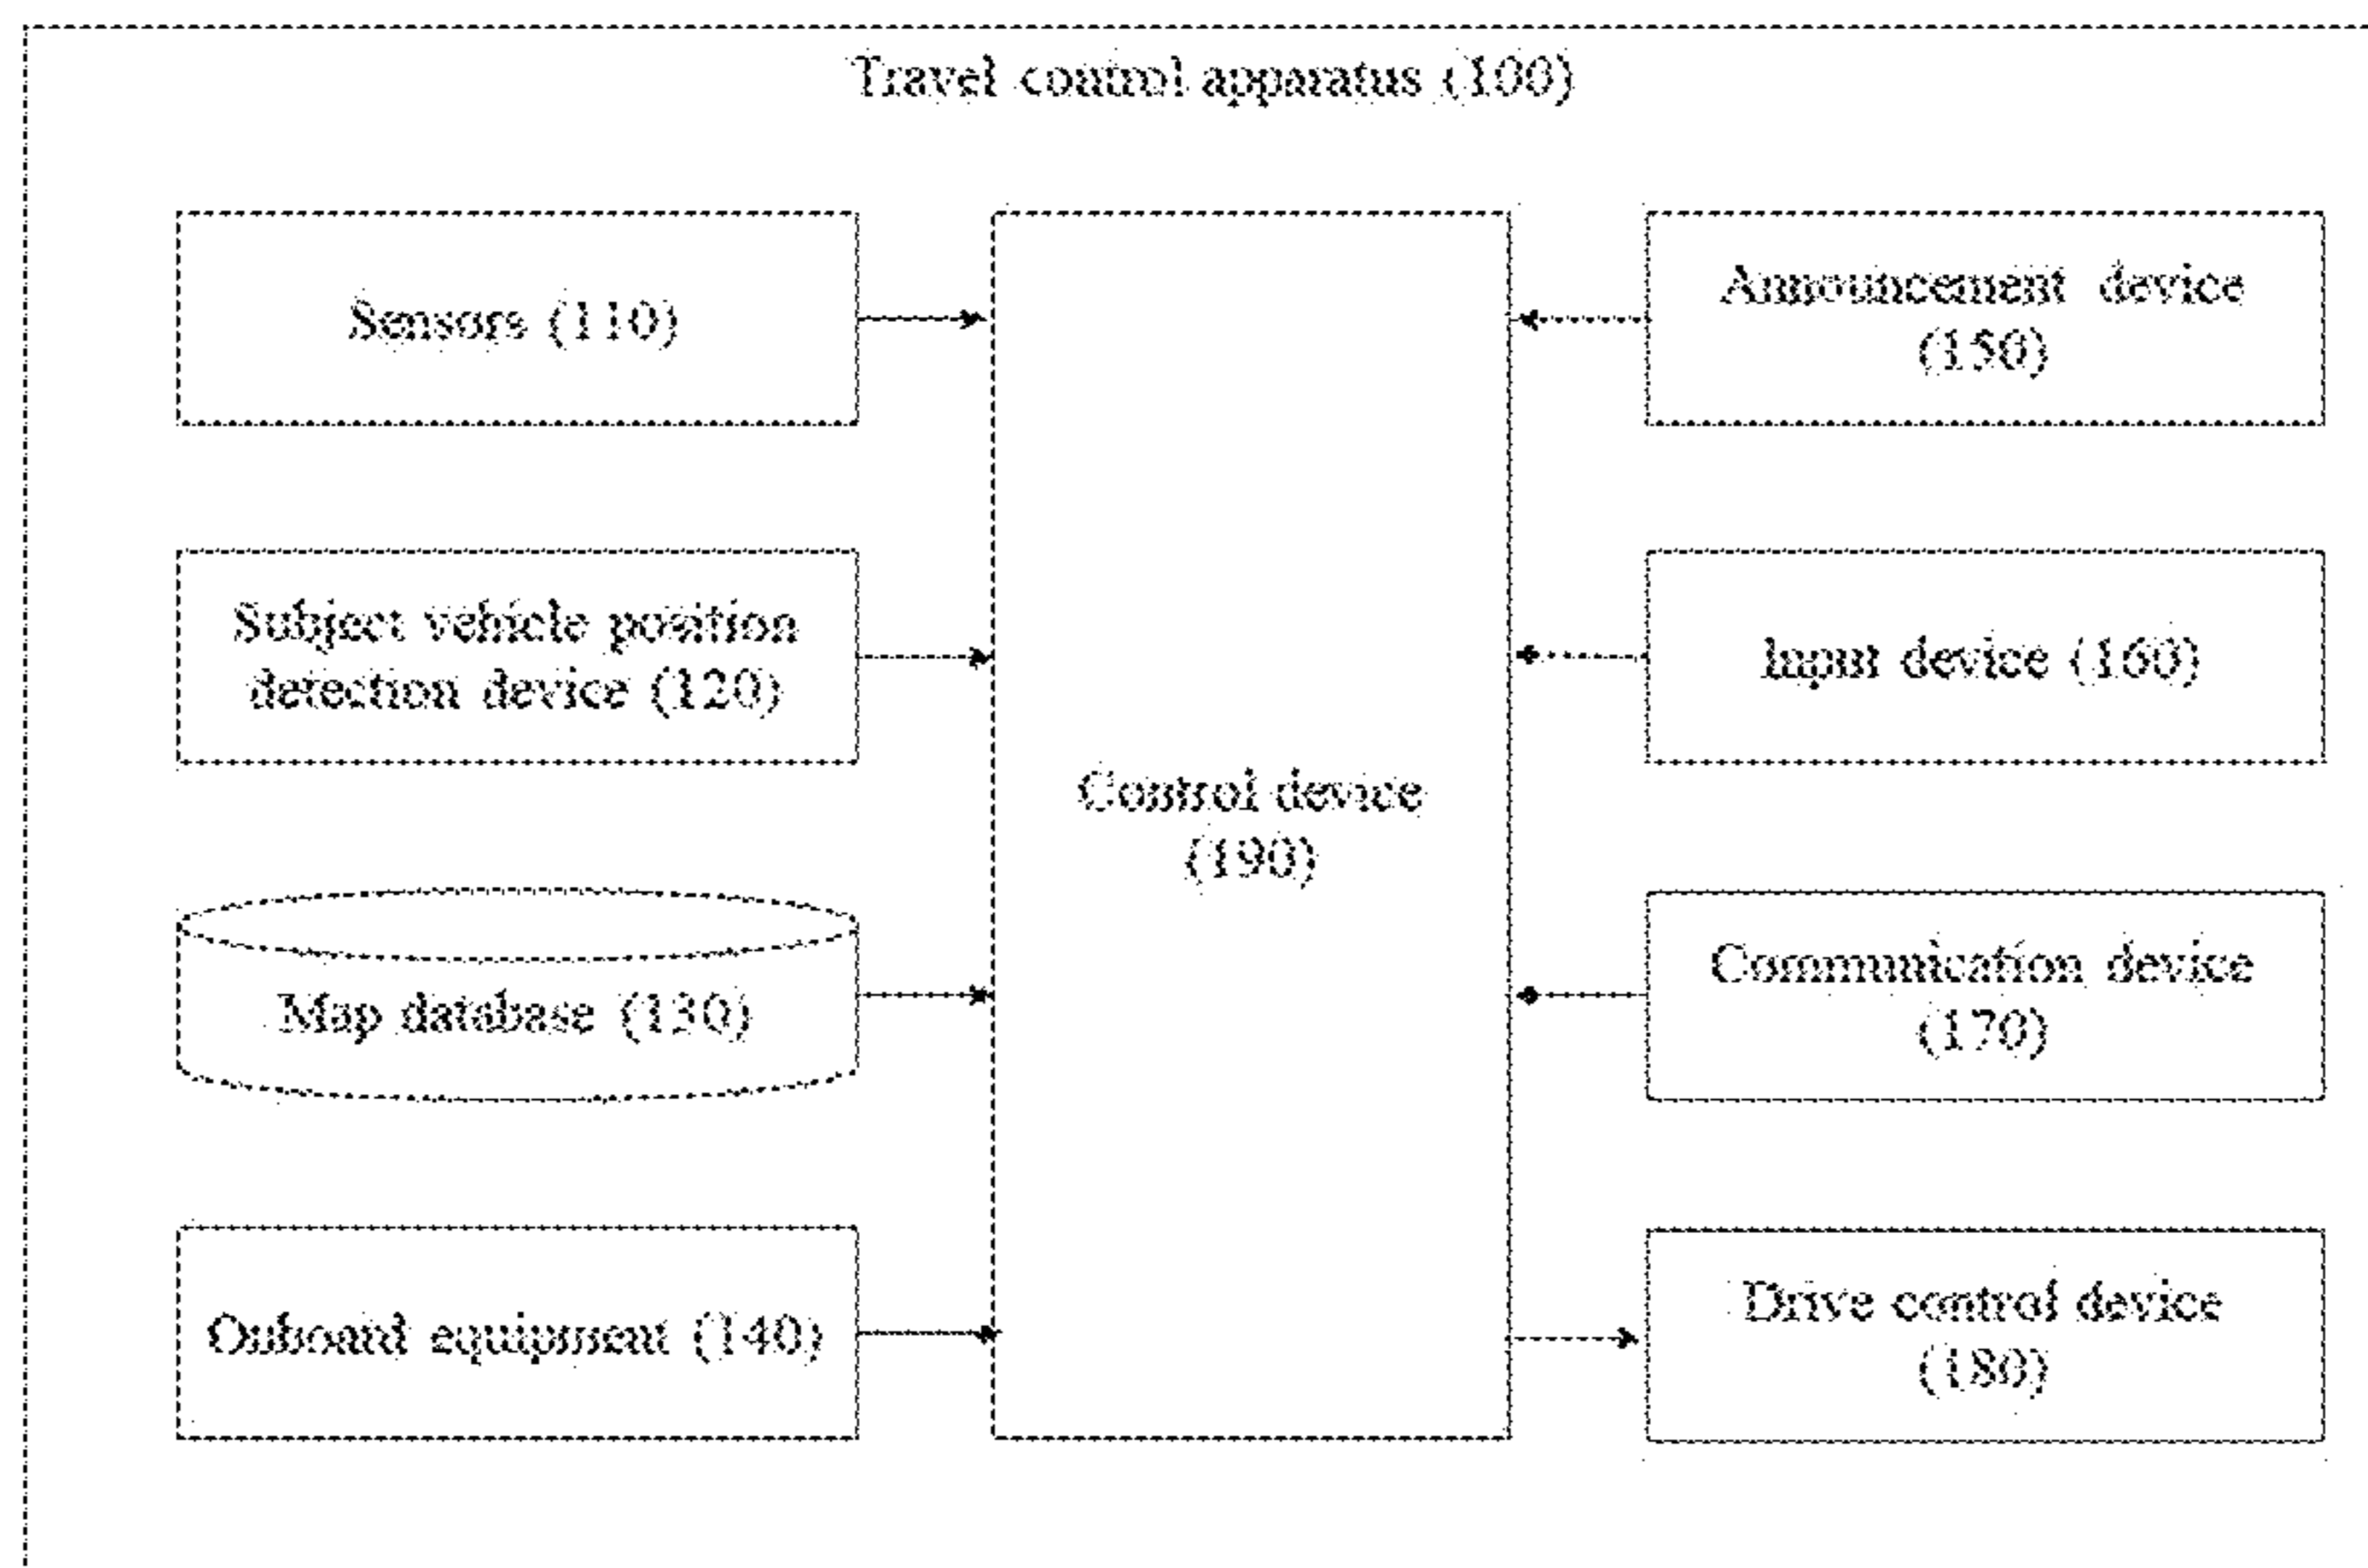 Travel control apparatus (100)
Sensors (110)
Subject vehicle position
detection device (120)
Map database (130)
Onboard equipment (140)
Control device
(190)
Announcement device
(150)
Input device (160)
Communication device
(170)
Drive control device
(180)